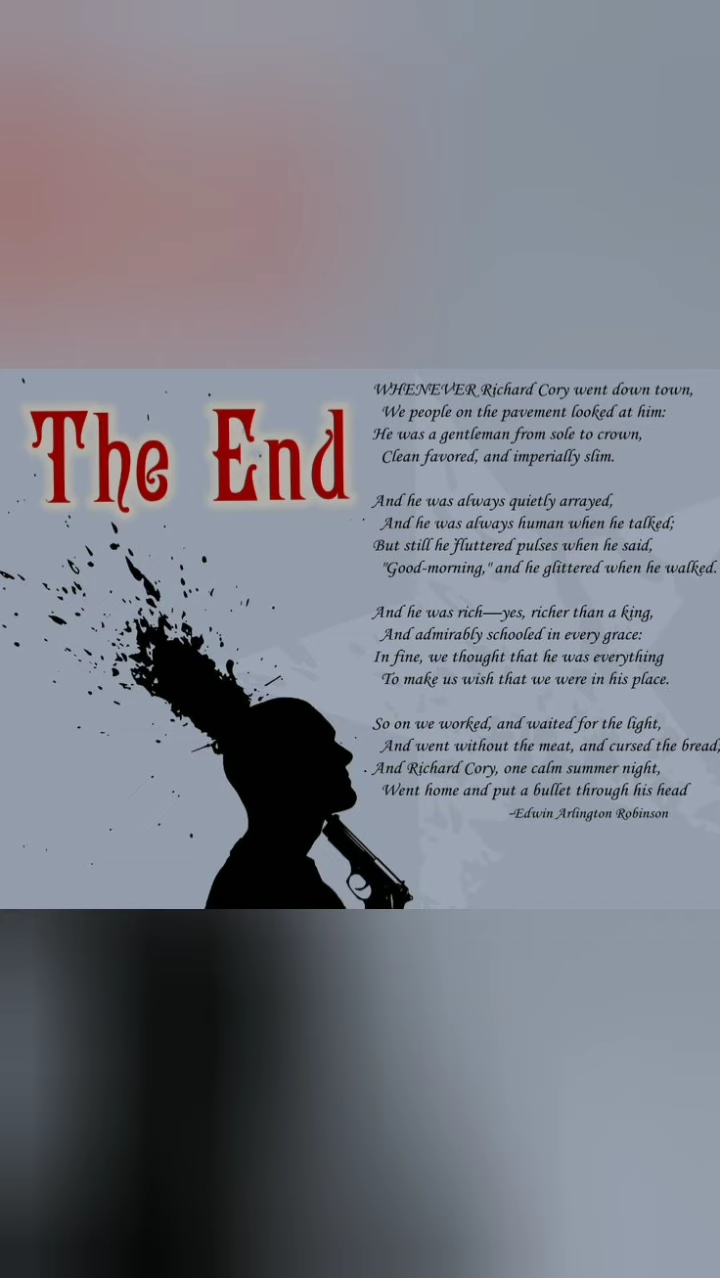 The End
WHENEVER Richard Cory went down town,
We people on the pavement looked at him:
He was a gentleman from sole to crown,
Clean favored, and imperially slim.
And he was always quietly arrayed,
And he was always human when he talked;
But still he fluttered pulses when he said,
"Good-morning," and he glittered when he walked.
And he was rich—yes, richer than a king,
And admirably schooled in every grace:
In fine, we thought that he was everything
To make us wish that we were in his place.
So on we worked, and waited for the light,
And went without the meat, and cursed the bread;
And Richard Cory, one calm summer night,
Went home and put a bullet through his head
-Edwin Arlington Robinson